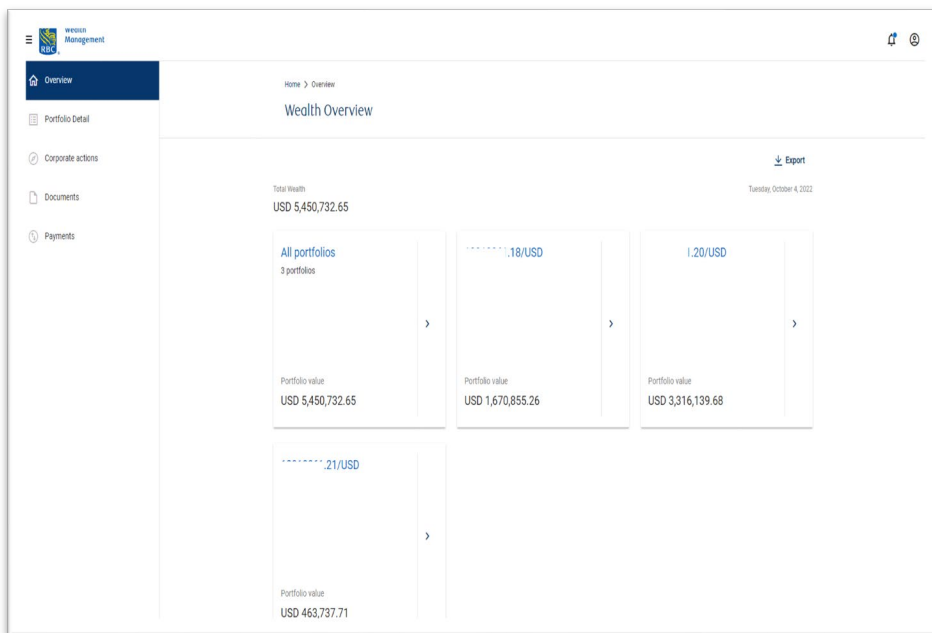 Wealth
Management
RBC
Overview
Portfolio Detail
Corporate actions
Documents
Payments
Home > Overview
Wealth Overview
Export
Total Wealth
Tuesday, October 4, 2022
USD 5,450,732.65
All portfolios
3 portfolios
Portfolio value
USD 5,450,732.65
.18/USD
Portfolio value
USD 1,670,855.26
.20/USD
Portfolio value
USD 3,316,139.68
.21/USD
Portfolio value
USD 463,737.71